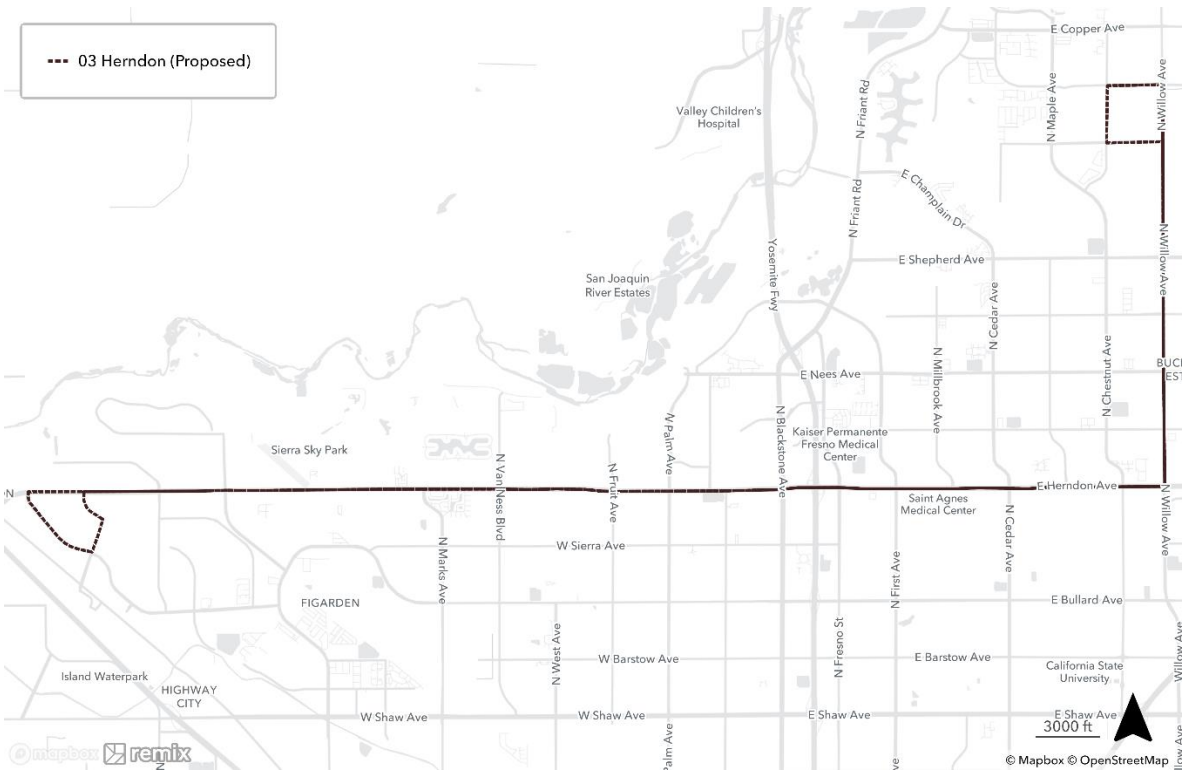 03 Herndon (Proposed)
E Copper Ave
N Willow Ave
N Maple Ave
Valley Children's
Hospital
N Friant Rd
E Champlain Dr
N Friant Rd
N Willow Ave
Yosemite Fwy
E Shepherd Ave
San Joaquin
River Estates
N Cedar Ave
N Millbrook Ave
N Chestnut Ave
E Nees Ave
N Palm Ave
N Blackstone Ave
Kaiser Permanente
Fresno Medical
Center
Sierra Sky Park
N Van Ness Blvd
N Fruit Ave
E Herndon Ave
Saint Agnes
Medical Center
N Willow Ave
N Cedar Ave
W Sierra Ave
N Marks Ave
N First Ave
FIGARDEN
E Bullard Ave
N West Ave
N Fresno St
W Barstow Ave
E Barstow Ave
California State
University
Willow Ave
Island Waterpark
HIGHWAY
CITY
W Shaw Ave
W Shaw Ave
E Shaw Ave
E Shaw Ave
Palm Ave
3000 ft
mapbox remix
© Mapbox © OpenStreetMap